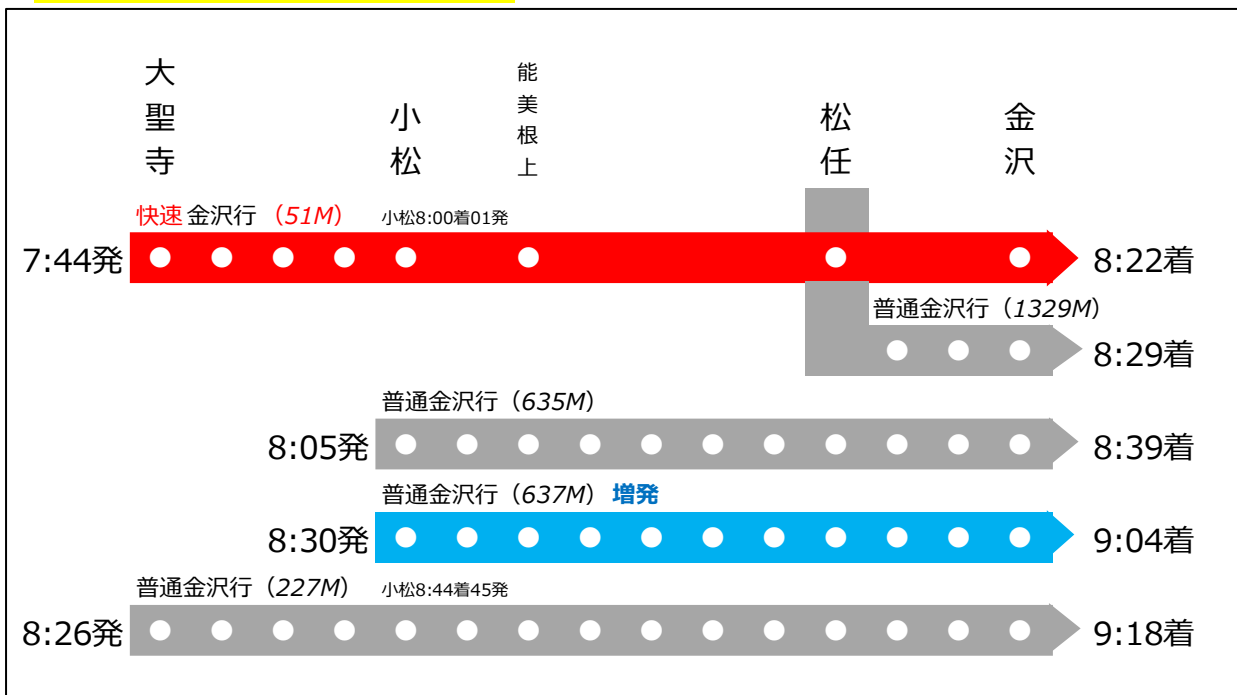 大聖寺
小松
能美根上
松任
金沢
快速 金沢行 （51M） 小松8:00着01発
7:44発
8:22着
普通金沢行（1329M）
8:29着
普通金沢行（635M）
8:05発
8:39着
普通金沢行（637M） 増発
8:30発
9:04着
普通金沢行（227M） 小松8:44着45発
8:26発
9:18着